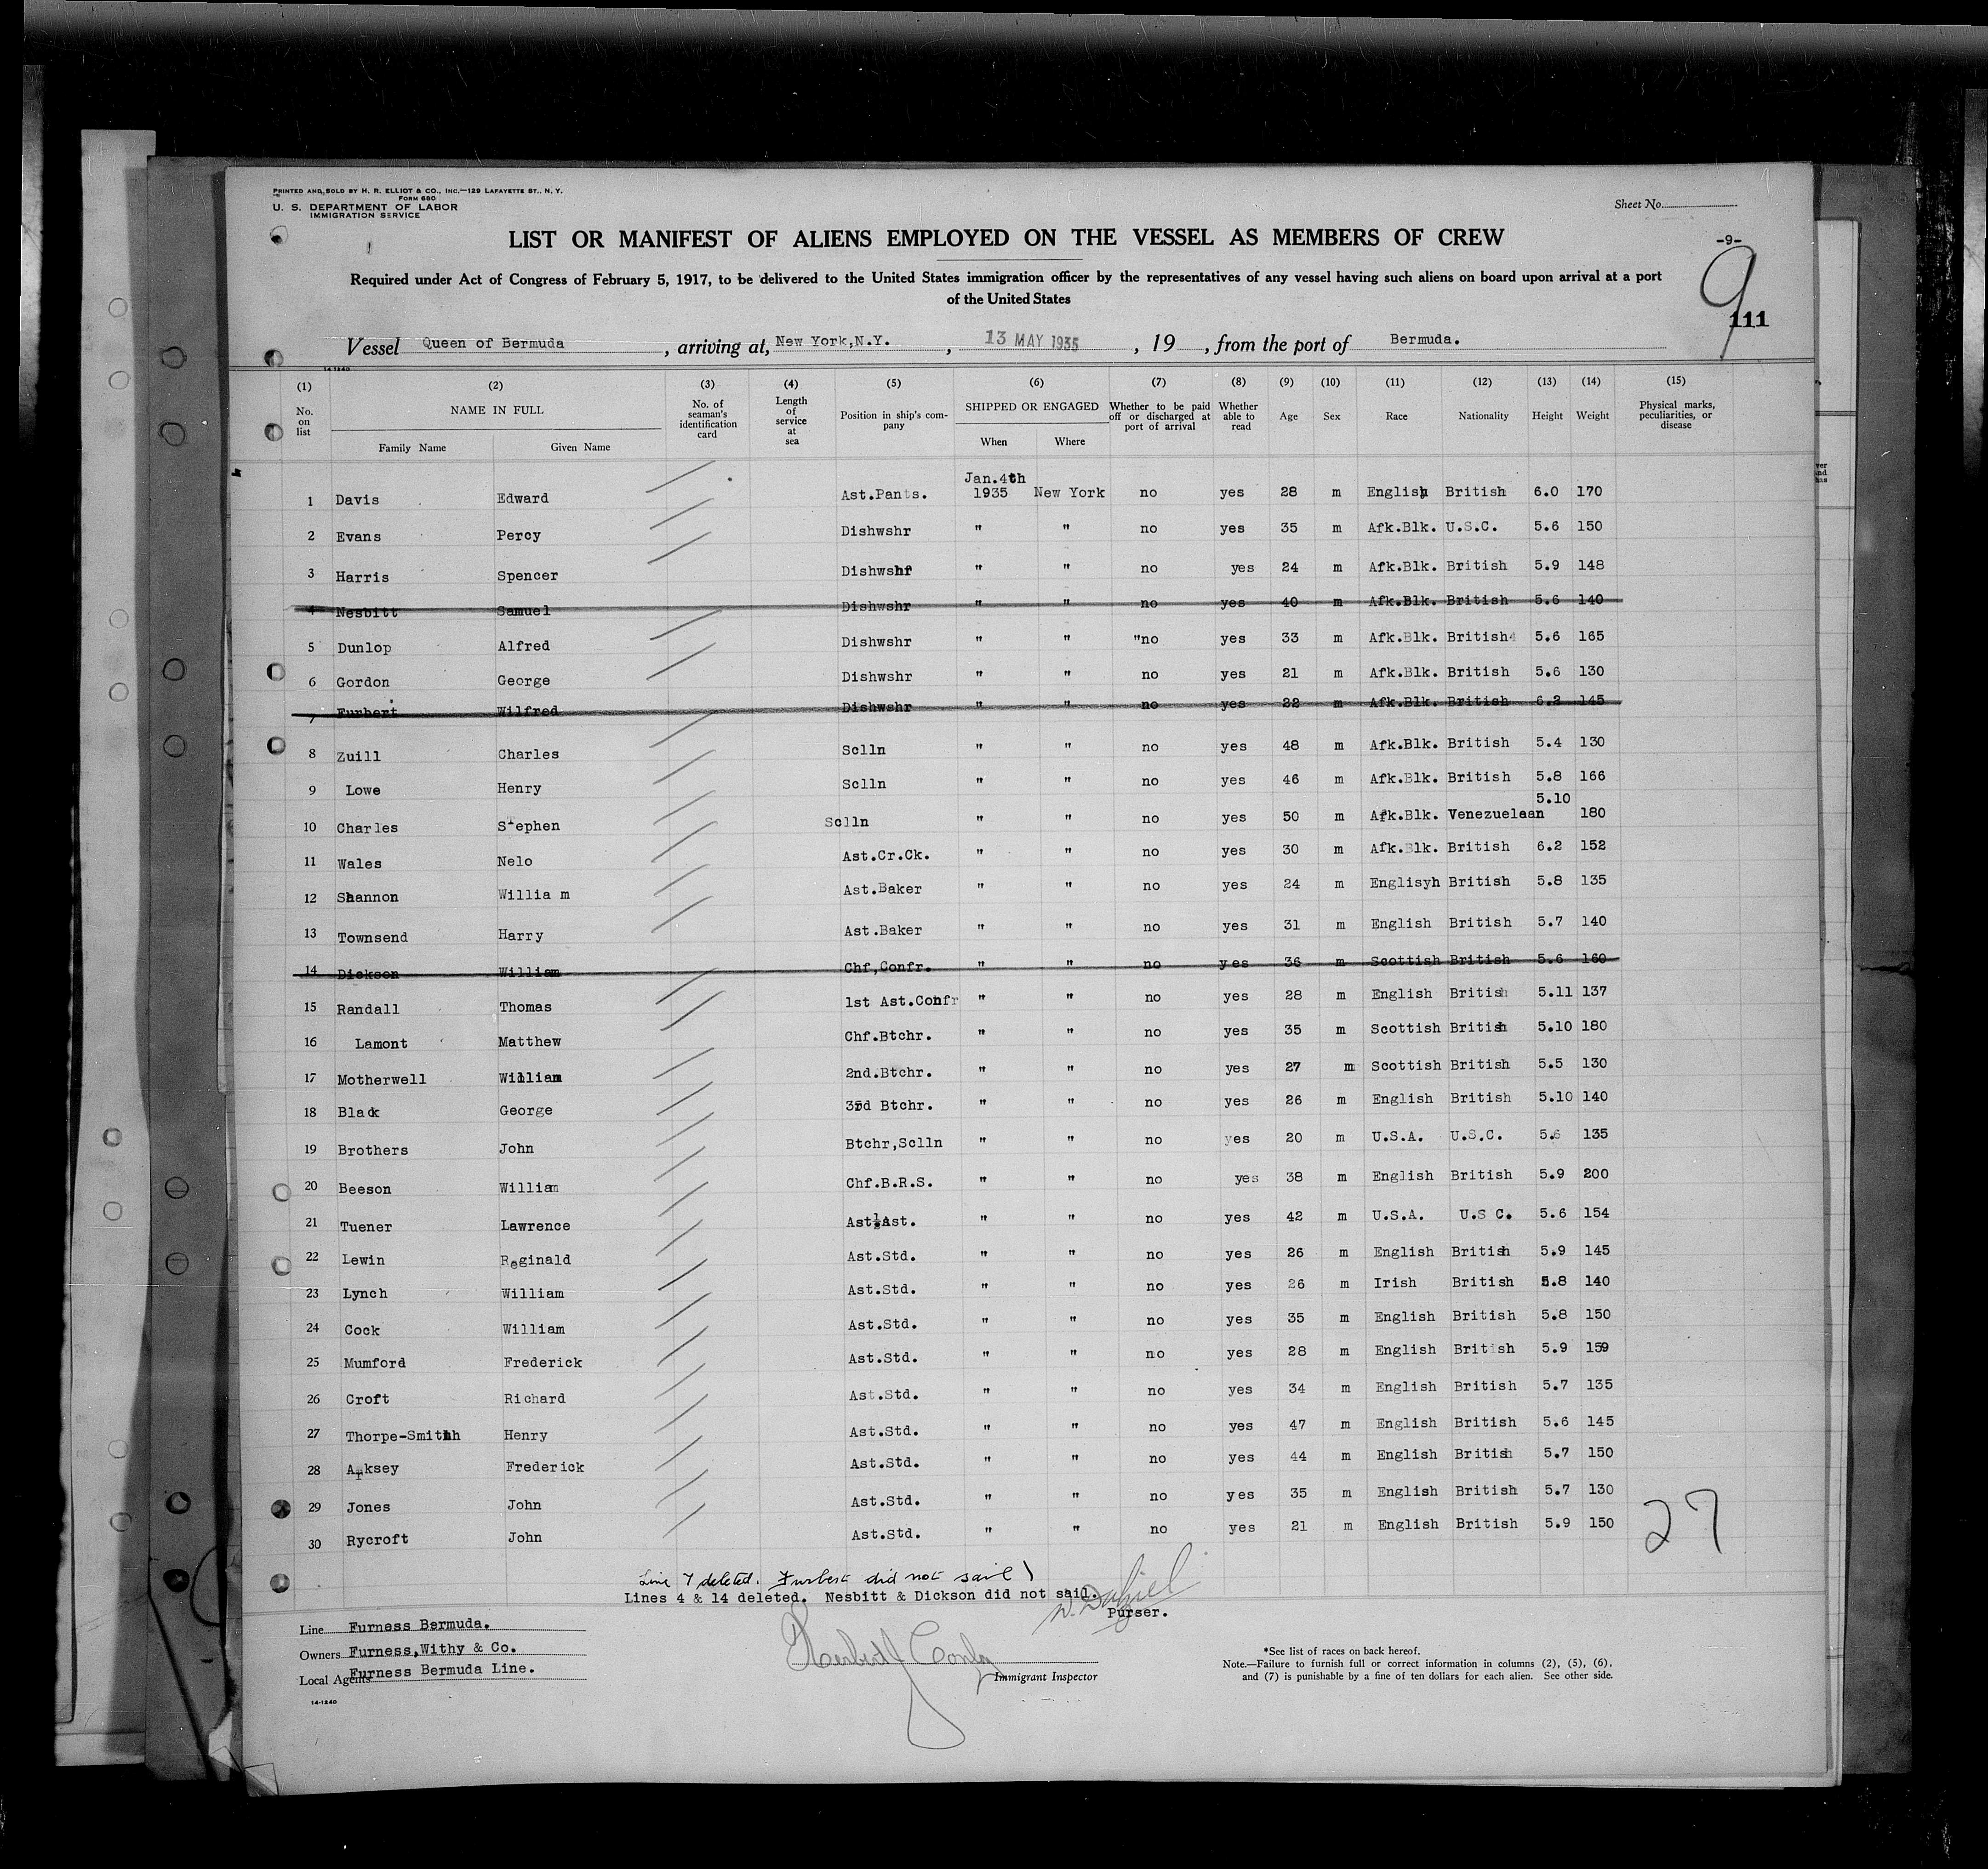 PRINTED AND SOLD BY H. R. ELLIOT & CO., INC.—129 LAFAYETTE ST., N. Y.
FORM 680
U. S. DEPARTMENT OF LABOR
IMMIGRATION SERVICE
Sheet No.
LIST OR MANIFEST OF ALIENS EMPLOYED ON THE VESSEL AS MEMBERS OF CREW
-9-
9
Required under Act of Congress of February 5, 1917, to be delivered to the United States immigration officer by the representatives of any vessel having such aliens on board upon arrival at a port
of the United States
111
Vessel Queen of Bermuda, arriving at, New York,N.Y., 13 MAY 1935, 19 , from the port of Bermuda.
14-1240
(1) (2) (3) (4) (5) (6) (7) (8) (9) (10) (11) (12) (13) (14) (15)
No. on list NAME IN FULL Family Name Given Name No. of seaman's identification card Length of service at sea Position in ship's company SHIPPED OR ENGAGED When Where Whether to be paid off or discharged at port of arrival Whether able to read Age Sex Race Nationality Height Weight Physical marks, peculiarities, or disease
Jan.4th
1 Davis Edward Ast.Pants. 1935 New York no yes 28 m English British 6.0 170
2 Evans Percy Dishwshr " " no yes 35 m Afk.Blk. U.S.C. 5.6 150
3 Harris Spencer Dishwshr " " no yes 24 m Afk.Blk. British 5.9 148
4 Nesbitt Samuel Dishwshr " " no yes 40 m Afk.Blk. British 5.6 140
5 Dunlop Alfred Dishwshr " " "no yes 33 m Afk.Blk. British 5.6 165
6 Gordon George Dishwshr " " no yes 21 m Afk.Blk. British 5.6 130
7 Furbert Wilfred Dishwshr " " no yes 22 m Afk.Blk. British 6.2 145
8 Zuill Charles Sclln " " no yes 48 m Afk.Blk. British 5.4 130
9 Lowe Henry Sclln " " no yes 46 m Afk.Blk. British 5.8 166
10 Charles Stephen Sclln " " no yes 50 m Afk.Blk. Venezuelaan 5.10 180
11 Wales Nelo Ast.Cr.Ck. " " no yes 30 m Afk.Blk. British 6.2 152
12 Shannon Willia m Ast.Baker " " no yes 24 m Englisyh British 5.8 135
13 Townsend Harry Ast.Baker " " no yes 31 m English British 5.7 140
14 Dickson William Chf,Confr. " " no yes 36 m Scottish British 5.6 160
15 Randall Thomas 1st Ast.Confr " " no yes 28 m English British 5.11 137
16 Lamont Matthew Chf.Btchr. " " no yes 35 m Scottish British 5.10 180
17 Motherwell William 2nd.Btchr. " " no yes 27 m Scottish British 5.5 130
18 Black George 3rd Btchr. " " no yes 26 m English British 5.10 140
19 Brothers John Btchr,Sclln " " no yes 20 m U.S.A. U.S.C. 5.6 135
20 Beeson William Chf.B.R.S. " " no yes 38 m English British 5.9 200
21 Tuener Lawrence Ast. " " no yes 42 m U.S.A. U.S C. 5.6 154
22 Lewin Reginald Ast.Std. " " no yes 26 m English British 5.9 145
23 Lynch William Ast.Std. " " no yes 26 m Irish British 5.8 140
24 Cock William Ast.Std. " " no yes 35 m English British 5.8 150
25 Mumford Frederick Ast.Std. " " no yes 28 m English British 5.9 159
26 Croft Richard Ast.Std. " " no yes 34 m English British 5.7 135
27 Thorpe-Smith Henry Ast.Std. " " no yes 47 m English British 5.6 145
28 Arksey Frederick Ast.Std. " " no yes 44 m English British 5.7 150
29 Jones John Ast.Std. " " no yes 35 m English British 5.7 130
30 Rycroft John Ast.Std. " " no yes 21 m English British 5.9 150
27
Line 7 deleted. Furbert did not sail
Lines 4 & 14 deleted. Nesbitt & Dickson did not sail.
Purser.
Line Furness Bermuda.
Owners Furness,Withy & Co.
Local Agents Furness Bermuda Line.
Immigrant Inspector
*See list of races on back hereof.
Note.—Failure to furnish full or correct information in columns (2), (5), (6),
and (7) is punishable by a fine of ten dollars for each alien. See other side.
14-1240